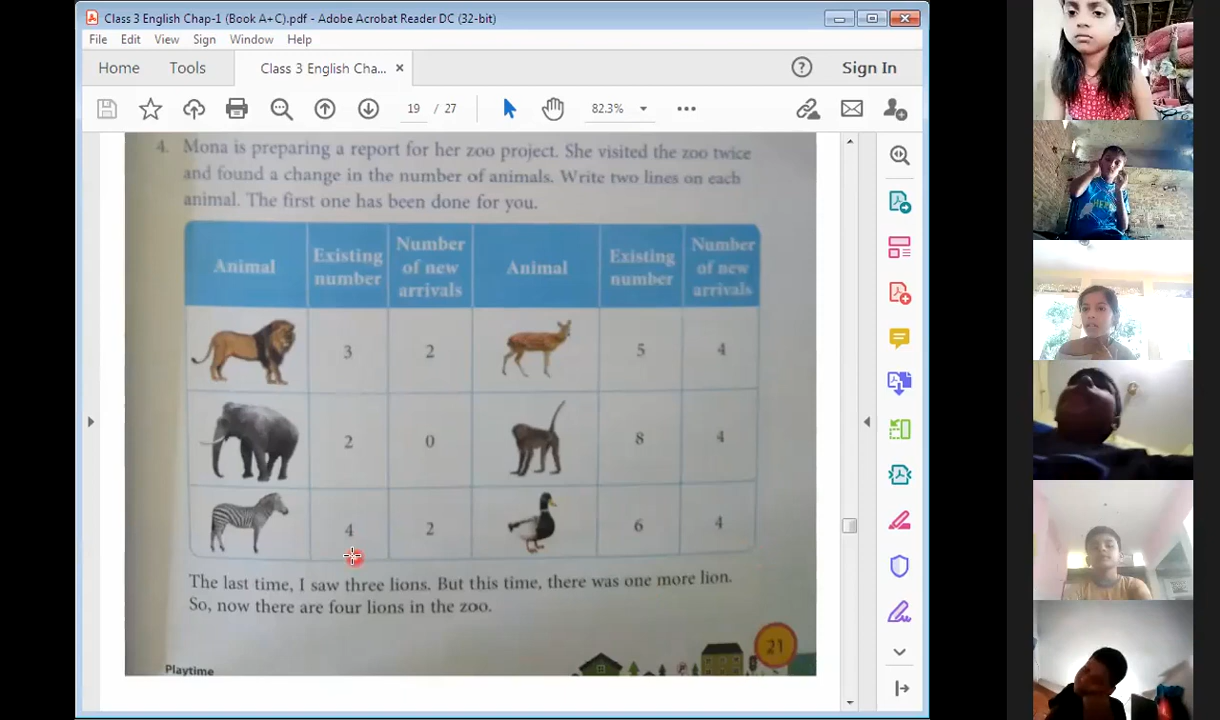 Class 3 English Chap-1 (Book A+C).pdf - Adobe Acrobat Reader DC (32-bit)
File Edit View Sign Window Help
Home Tools Class 3 English Cha... × Sign In
19 / 27 82.3%
4. Mona is preparing a report for her zoo project. She visited the zoo twice
and found a change in the number of animals. Write two lines on each
animal. The first one has been done for you.
Animal Existing number Number of new arrivals Animal Existing number Number of new arrivals
3 2 5 4
2 0 8 4
4 2 6 4
The last time, I saw three lions. But this time, there was one more lion.
So, now there are four lions in the zoo.
21
Playtime